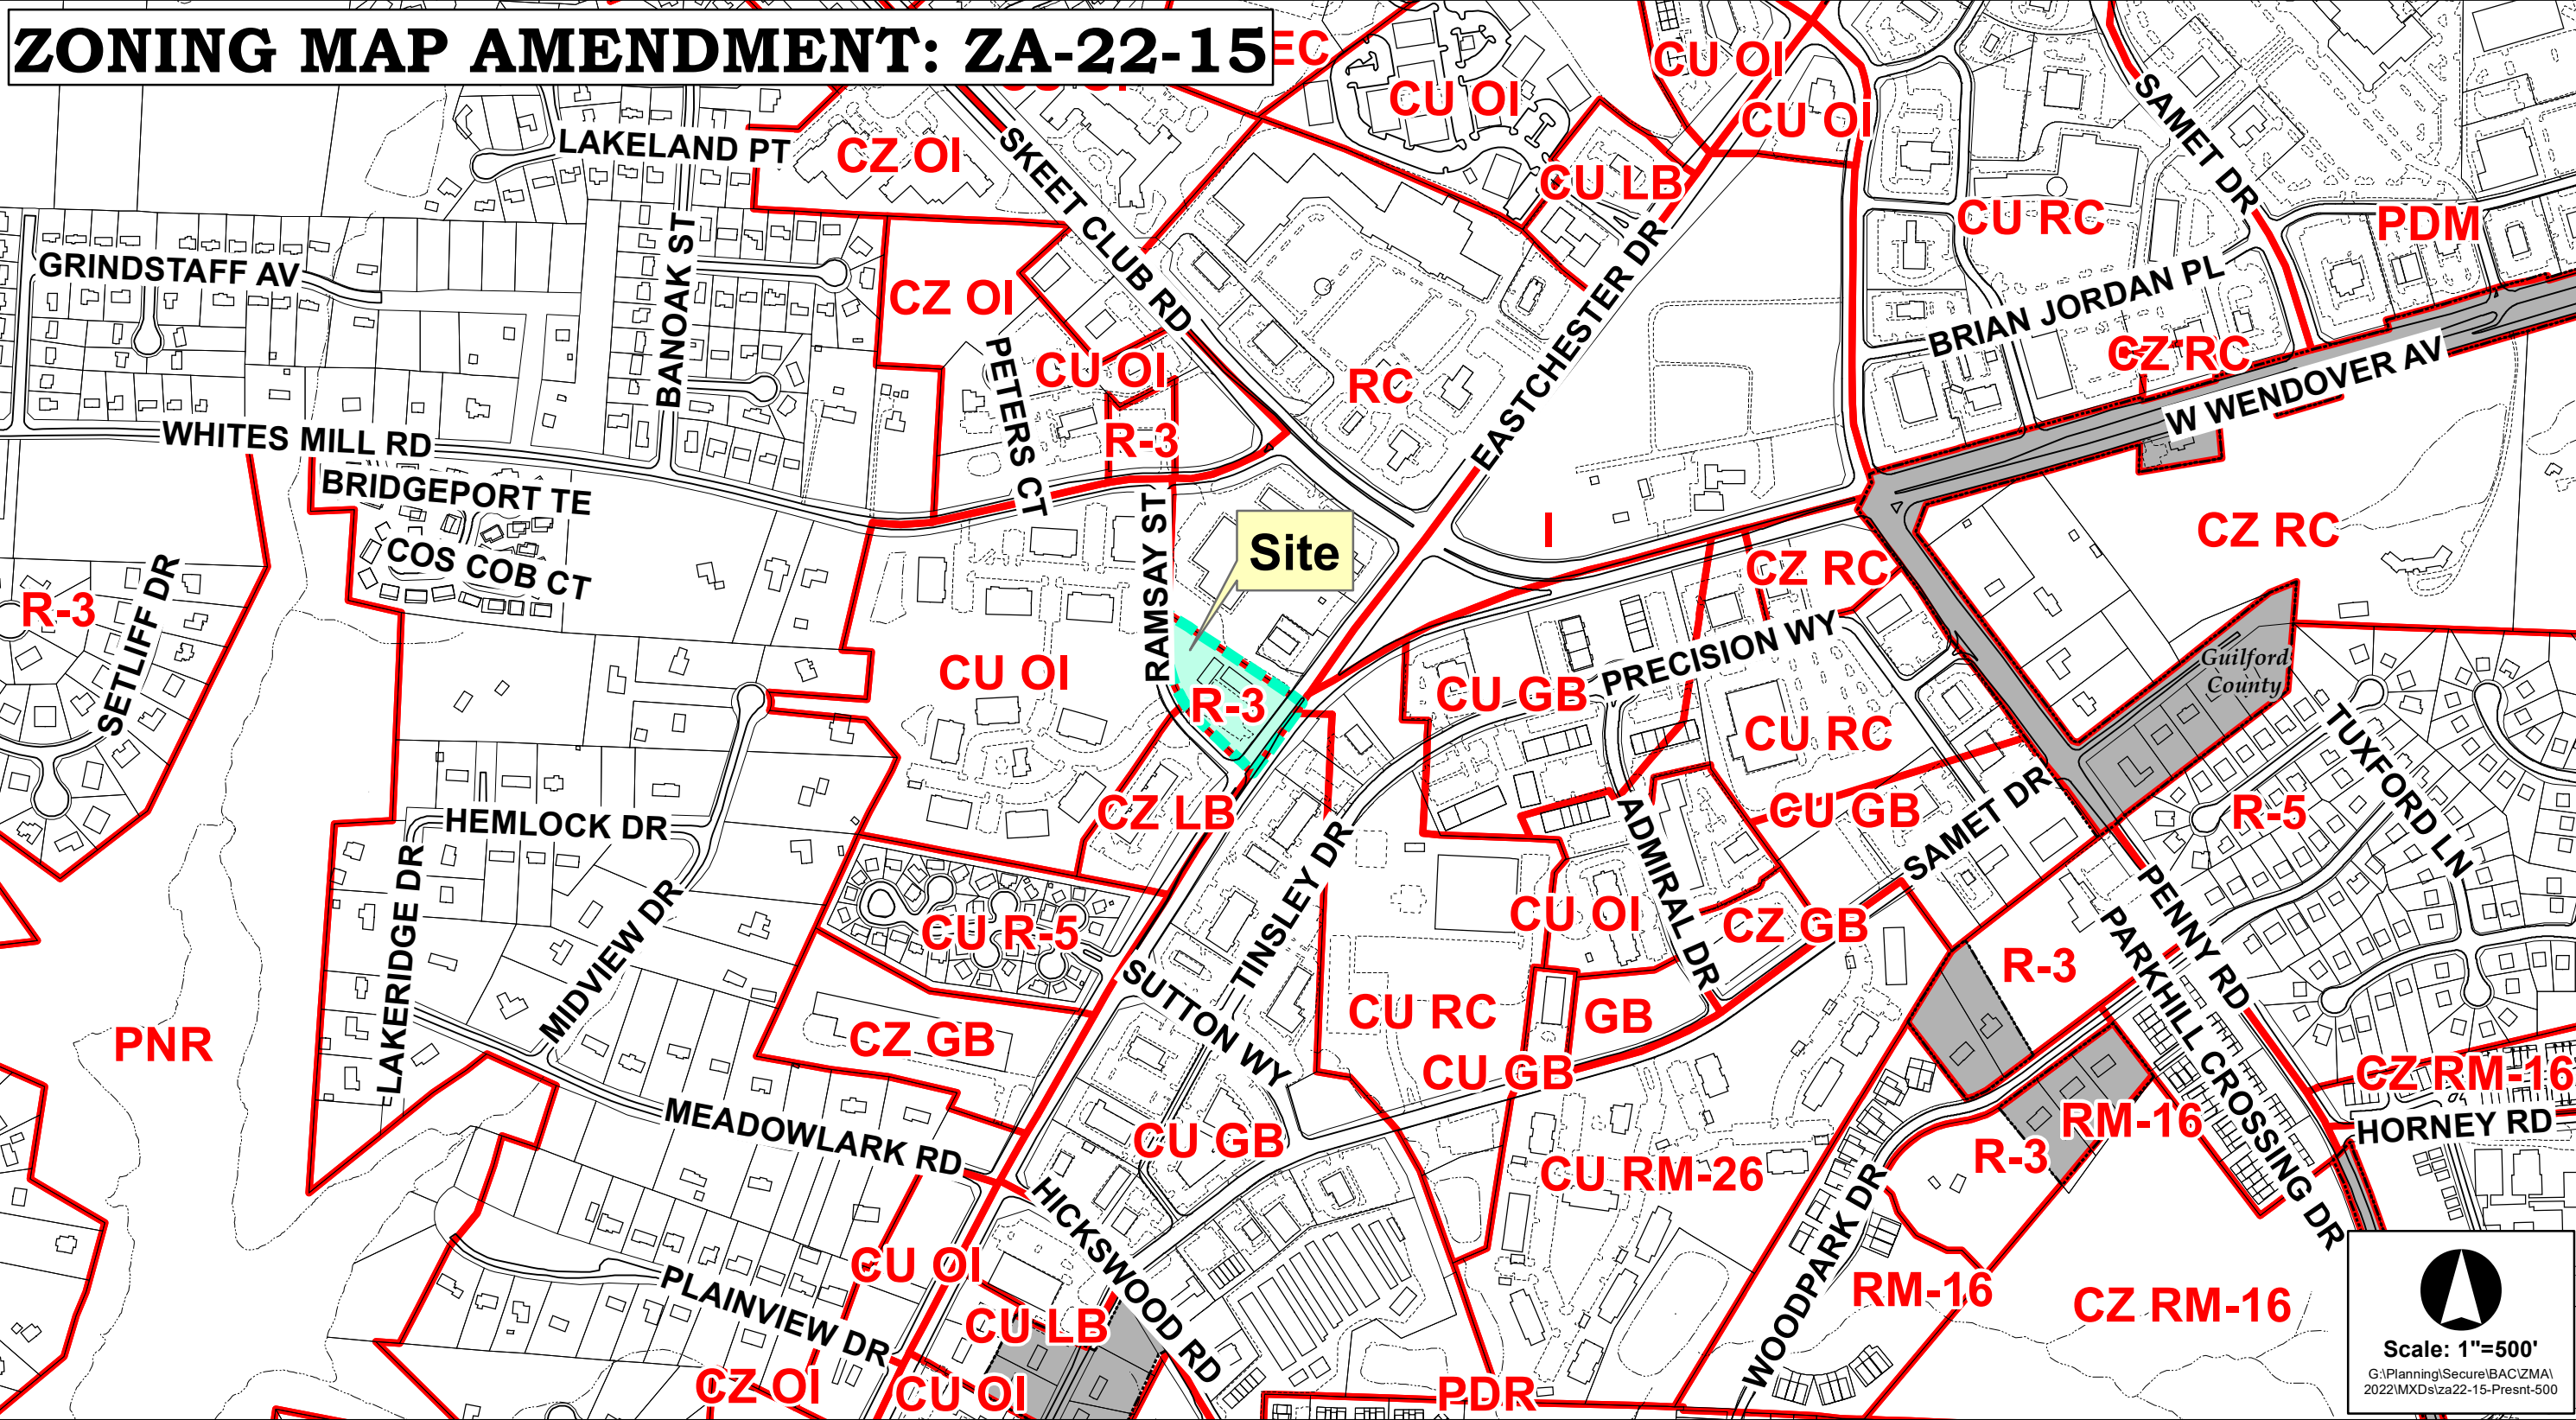 ZONING MAP AMENDMENT: ZA-22-15
EC
CU OI
CU OI
CU OI
SAMET DR
LAKELAND PT
CZ OI
SKEET CLUB RD
CU LB
CU RC
PDM
BANOAK ST
GRINDSTAFF AV
CZ OI
EASTCHESTER DR
BRIAN JORDAN PL
CZ RC
W WENDOVER AV
PETERS CT
CU OI
RC
R-3
WHITES MILL RD
BRIDGEPORT TE
COS COB CT
RAMSAY ST
Site
I
CZ RC
CZ RC
SETLIFF DR
R-3
CU OI
R-3
CU GB
PRECISION WY
CU RC
Guilford
County
TUXFORD LN
HEMLOCK DR
CZ LB
TINSLEY DR
ADMIRAL DR
CU GB
SAMET DR
R-5
LAKERIDGE DR
MIDVIEW DR
CU R-5
SUTTON WY
CU OI
CZ GB
PENNY RD
R-3
PARKHILL CROSSING DR
PNR
CZ GB
CU RC
GB
CU GB
CZ RM-16
HORNEY RD
MEADOWLARK RD
CU GB
CU RM-26
R-3
RM-16
HICKSWOOD RD
WOODPARK DR
CU OI
PLAINVIEW DR
CU LB
RM-16
CZ RM-16
CZ OI
CU OI
PDR
Scale: 1"=500'
G:\Planning\Secure\BAC\ZMA\
2022\MXDs\za22-15-Presnt-500